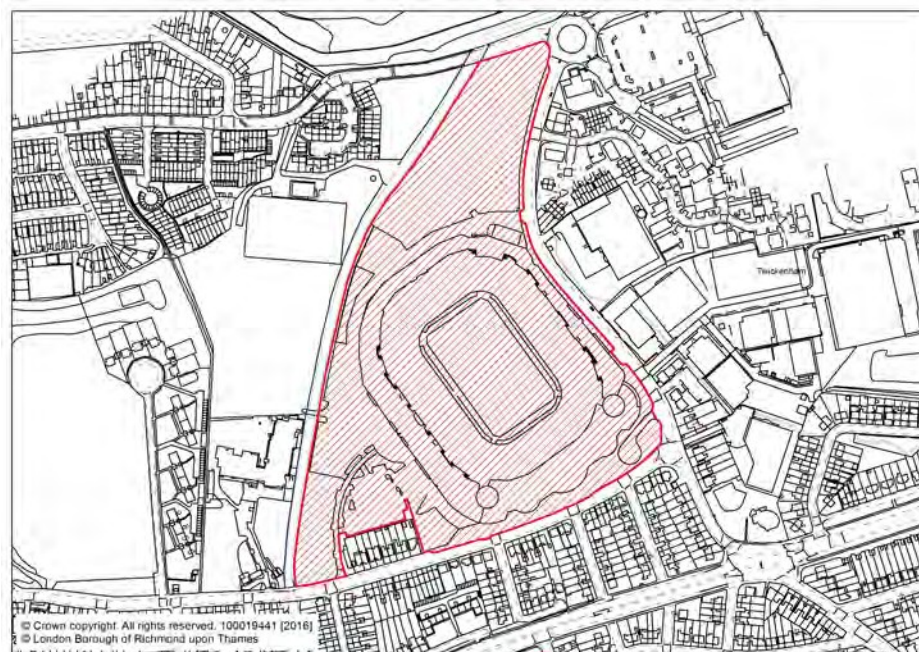 Twickenham
© Crown copyright. All rights reserved. 100019441 [2016]
© London Borough of Richmond upon Thames